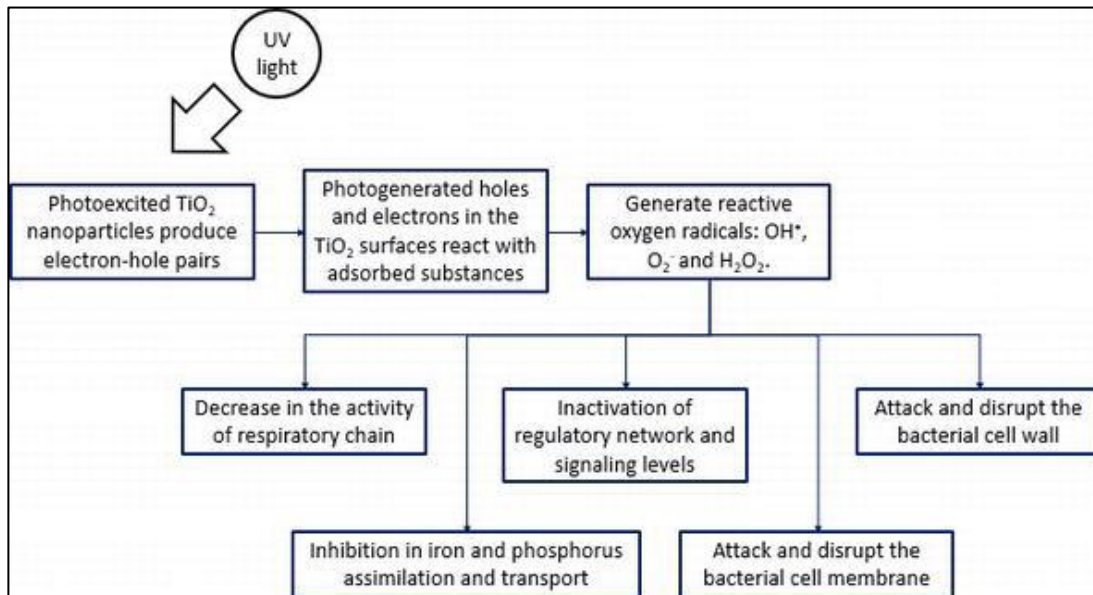 UV
light
Photoexcited TiO₂
nanoparticles produce
electron-hole pairs
Photogenerated holes
and electrons in the
TiO₂ surfaces react with
adsorbed substances
Generate reactive
oxygen radicals: OH•,
O₂⁻ and H₂O₂.
Decrease in the activity
of respiratory chain
Inactivation of
regulatory network and
signaling levels
Attack and disrupt the
bacterial cell wall
Inhibition in iron and phosphorus
assimilation and transport
Attack and disrupt the
bacterial cell membrane